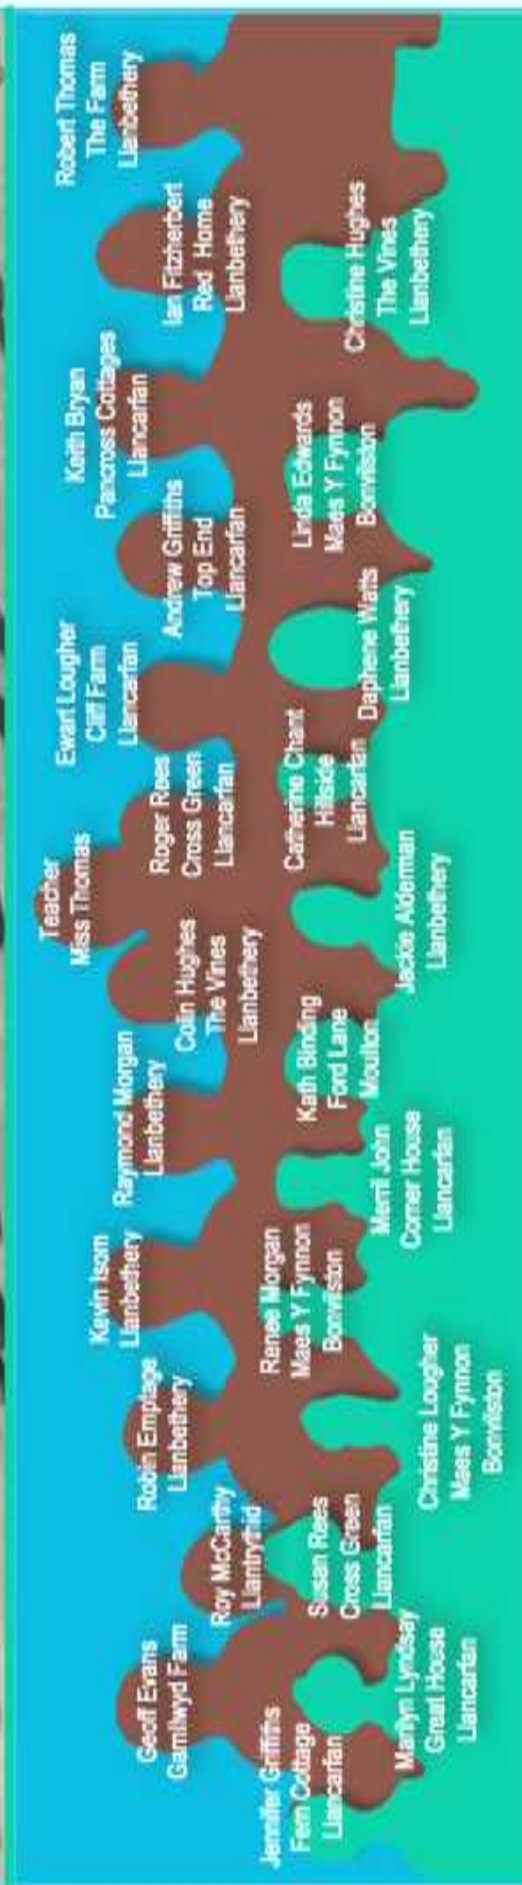 Geoff Evans
Garnllwyd Farm
Jennifer Griffiths
Fern Cottage
Llancarfan
Roy McCarthy
Llantrythid
Marilyn Lyndsay
Great House
Llancarfan
Susan Rees
Cross Green
Llancarfan
Robin Emplage
Llanbethery
Christine Lougher
Maes Y Fynnon
Bonvilston
Kevin Isom
Llanbethery
Renee Morgan
Maes Y Fynnon
Bonvilston
Raymond Morgan
Llanbethery
Merril John
Corner House
Llancarfan
Colin Hughes
The Vines
Llanbethery
Kath Binding
Ford Lane
Moulton
Teacher
Miss Thomas
Jackie Alderman
Llanbethery
Roger Rees
Cross Green
Llancarfan
Catherine Chant
Hillside
Llancarfan
Ewart Lougher
Cliff Farm
Llancarfan
Daphene Watts
Llanbethery
Andrew Griffiths
Top End
Llancarfan
Linda Edwards
Maes Y Fynnon
Bonvilston
Keith Bryan
Pancross Cottages
Llancarfan
Ian Fitzherbert
Red Home
Llanbethery
Christine Hughes
The Vines
Llanbethery
Robert Thomas
The Farm
Llanbethery